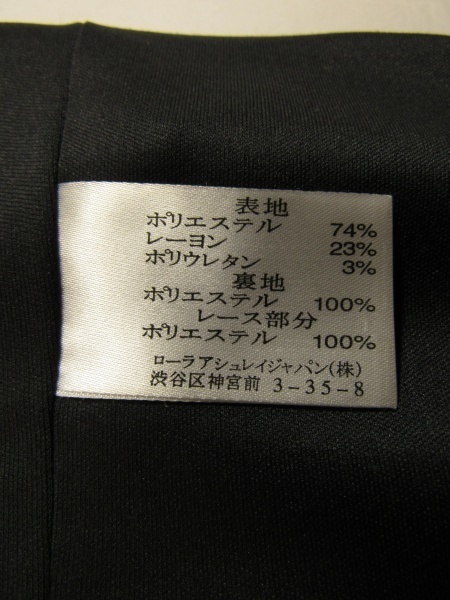 表地
ポリエステル 74%
レーヨン 23%
ポリウレタン 3%
裏地
ポリエステル 100%
レース部分
ポリエステル 100%
ローラアシュレイジャパン(株)
渋谷区神宮前 3-35-8